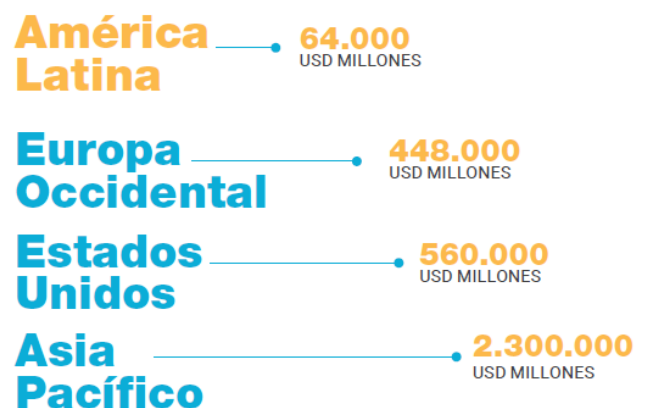 América
Latina
64.000
USD MILLONES
Europa
Occidental
448.000
USD MILLONES
Estados
Unidos
560.000
USD MILLONES
Asia
Pacífico
2.300.000
USD MILLONES